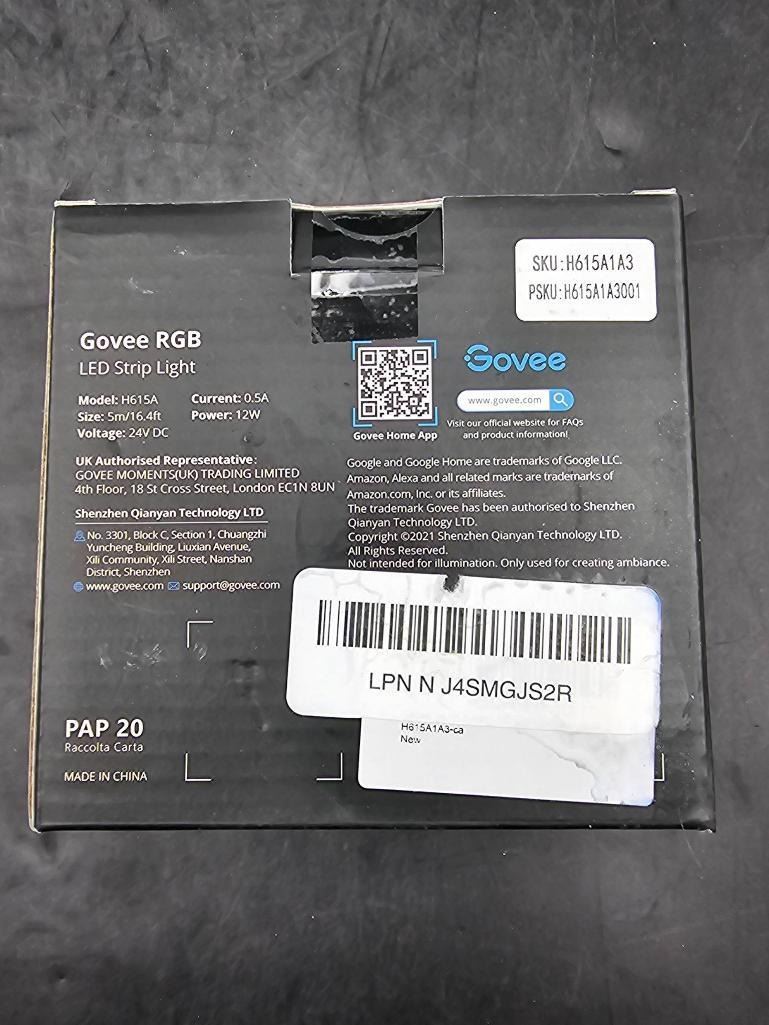 SKU:H615A1A3
PSKU:H615A1A3001
Govee RGB
LED Strip Light
Model: H615A Current: 0.5A
Size: 5m/16.4ft Power: 12W
Voltage: 24V DC
Govee Home App
Govee
www.govee.com
Visit our official website for FAQs
and product information!
UK Authorised Representative:
GOVEE MOMENTS(UK) TRADING LIMITED
4th Floor, 18 St Cross Street, London EC1N 8UN
Shenzhen Qianyan Technology LTD
No. 3301, Block C, Section 1, Chuangzhi
Yuncheng Building, Liuxian Avenue,
Xili Community, Xili Street, Nanshan
District, Shenzhen
www.govee.com support@govee.com
Google and Google Home are trademarks of Google LLC.
Amazon, Alexa and all related marks are trademarks of
Amazon.com, Inc. or its affiliates.
The trademark Govee has been authorised to Shenzhen
Qianyan Technology LTD.
Copyright ©2021 Shenzhen Qianyan Technology LTD.
All Rights Reserved.
Not intended for illumination. Only used for creating ambiance.
LPN N J4SMGJS2R
H615A1A3-ca
New
PAP 20
Raccolta Carta
MADE IN CHINA